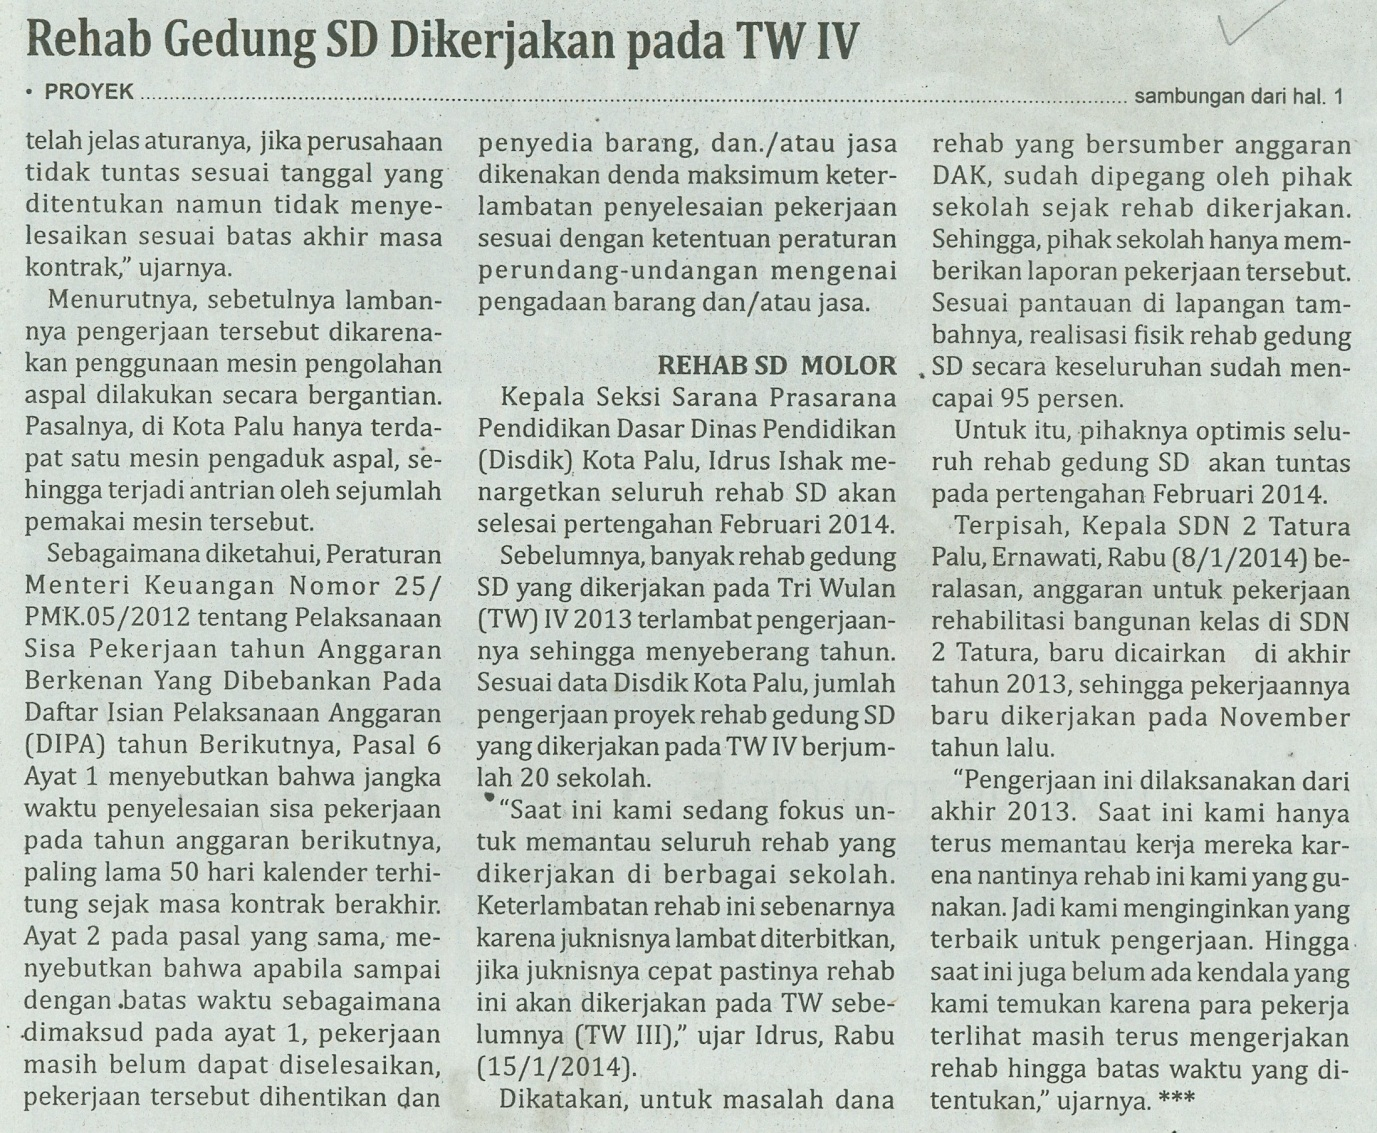 Rehab Gedung SD Dikerjakan pada TW IV
• PROYEK ........................................ sambungan dari hal. 1
telah jelas aturanya, jika perusahaan
tidak tuntas sesuai tanggal yang
ditentukan namun tidak menye-
lesaikan sesuai batas akhir masa
kontrak,” ujarnya.
Menurutnya, sebetulnya lamban-
nya pengerjaan tersebut dikarena-
kan penggunaan mesin pengolahan
aspal dilakukan secara bergantian.
Pasalnya, di Kota Palu hanya terda-
pat satu mesin pengaduk aspal, se-
hingga terjadi antrian oleh sejumlah
pemakai mesin tersebut.
Sebagaimana diketahui, Peraturan
Menteri Keuangan Nomor 25/
PMK.05/2012 tentang Pelaksanaan
Sisa Pekerjaan tahun Anggaran
Berkenan Yang Dibebankan Pada
Daftar Isian Pelaksanaan Anggaran
(DIPA) tahun Berikutnya, Pasal 6
Ayat 1 menyebutkan bahwa jangka
waktu penyelesaian sisa pekerjaan
pada tahun anggaran berikutnya,
paling lama 50 hari kalender terhi-
tung sejak masa kontrak berakhir.
Ayat 2 pada pasal yang sama, me-
nyebutkan bahwa apabila sampai
dengan batas waktu sebagaimana
dimaksud pada ayat 1, pekerjaan
masih belum dapat diselesaikan,
pekerjaan tersebut dihentikan dan
penyedia barang, dan./atau jasa
dikenakan denda maksimum keter-
lambatan penyelesaian pekerjaan
sesuai dengan ketentuan peraturan
perundang-undangan mengenai
pengadaan barang dan/atau jasa.
REHAB SD MOLOR
Kepala Seksi Sarana Prasarana
Pendidikan Dasar Dinas Pendidikan
(Disdik) Kota Palu, Idrus Ishak me-
nargetkan seluruh rehab SD akan
selesai pertengahan Februari 2014.
Sebelumnya, banyak rehab gedung
SD yang dikerjakan pada Tri Wulan
(TW) IV 2013 terlambat pengerjaan-
nya sehingga menyeberang tahun.
Sesuai data Disdik Kota Palu, jumlah
pengerjaan proyek rehab gedung SD
yang dikerjakan pada TW IV berjum-
lah 20 sekolah.
“Saat ini kami sedang fokus un-
tuk memantau seluruh rehab yang
dikerjakan di berbagai sekolah.
Keterlambatan rehab ini sebenarnya
karena juknisnya lambat diterbitkan,
jika juknisnya cepat pastinya rehab
ini akan dikerjakan pada TW sebe-
lumnya (TW III),” ujar Idrus, Rabu
(15/1/2014).
Dikatakan, untuk masalah dana
rehab yang bersumber anggaran
DAK, sudah dipegang oleh pihak
sekolah sejak rehab dikerjakan.
Sehingga, pihak sekolah hanya mem-
berikan laporan pekerjaan tersebut.
Sesuai pantauan di lapangan tam-
bahnya, realisasi fisik rehab gedung
SD secara keseluruhan sudah men-
capai 95 persen.
Untuk itu, pihaknya optimis selu-
ruh rehab gedung SD akan tuntas
pada pertengahan Februari 2014.
Terpisah, Kepala SDN 2 Tatura
Palu, Ernawati, Rabu (8/1/2014) be-
ralasan, anggaran untuk pekerjaan
rehabilitasi bangunan kelas di SDN
2 Tatura, baru dicairkan di akhir
tahun 2013, sehingga pekerjaannya
baru dikerjakan pada November
tahun lalu.
“Pengerjaan ini dilaksanakan dari
akhir 2013. Saat ini kami hanya
terus memantau kerja mereka kar-
ena nantinya rehab ini kami yang gu-
nakan. Jadi kami menginginkan yang
terbaik untuk pengerjaan. Hingga
saat ini juga belum ada kendala yang
kami temukan karena para pekerja
terlihat masih terus mengerjakan
rehab hingga batas waktu yang di-
tentukan,” ujarnya. ***